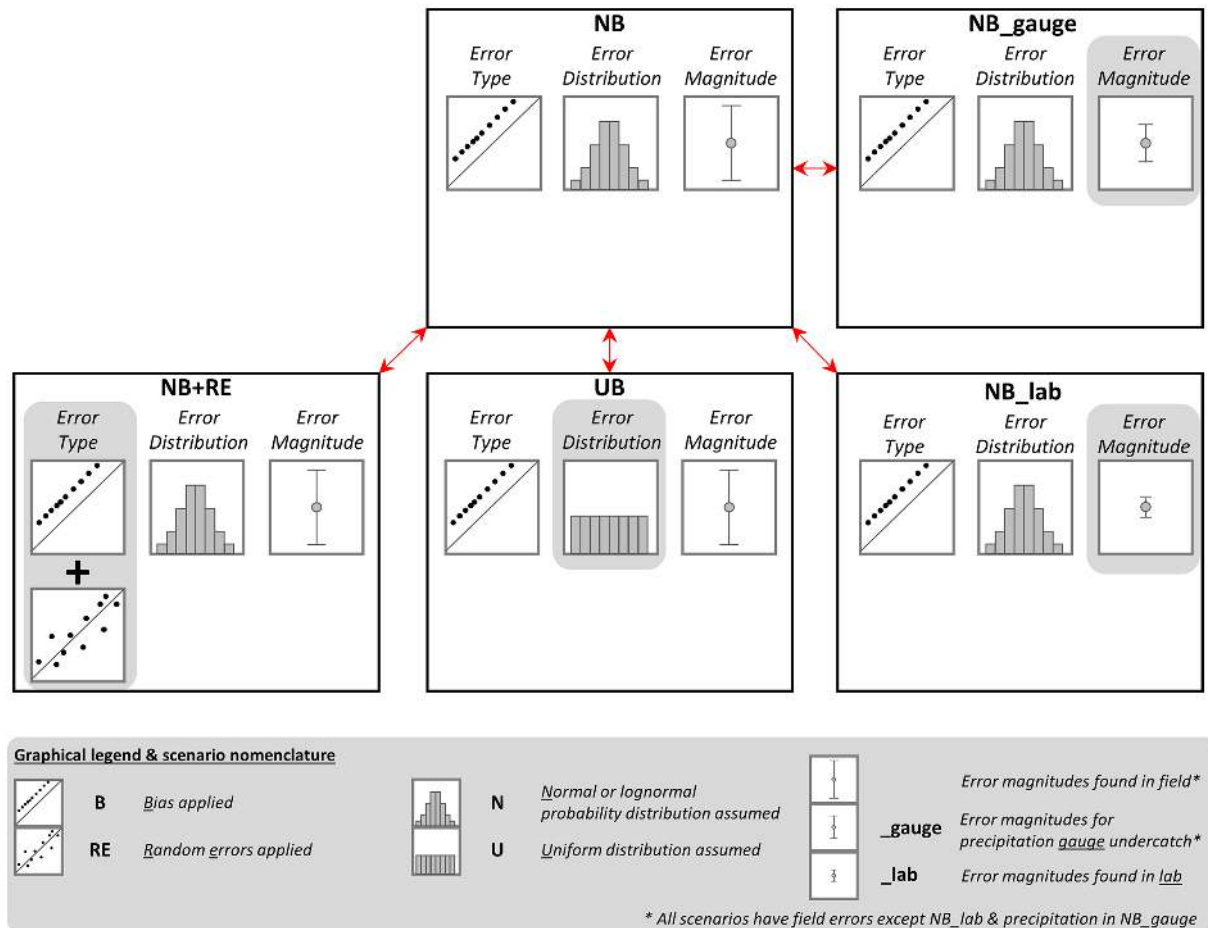 NB
Error Type
Error Distribution
Error Magnitude
NB_gauge
Error Type
Error Distribution
Error Magnitude
NB+RE
Error Type
Error Distribution
Error Magnitude
+
UB
Error Type
Error Distribution
Error Magnitude
NB_lab
Error Type
Error Distribution
Error Magnitude
Graphical legend & scenario nomenclature
B Bias applied
RE Random errors applied
N Normal or lognormal
probability distribution assumed
U Uniform distribution assumed
Error magnitudes found in field*
_gauge Error magnitudes for
precipitation gauge undercatch*
_lab Error magnitudes found in lab
* All scenarios have field errors except NB_lab & precipitation in NB_gauge